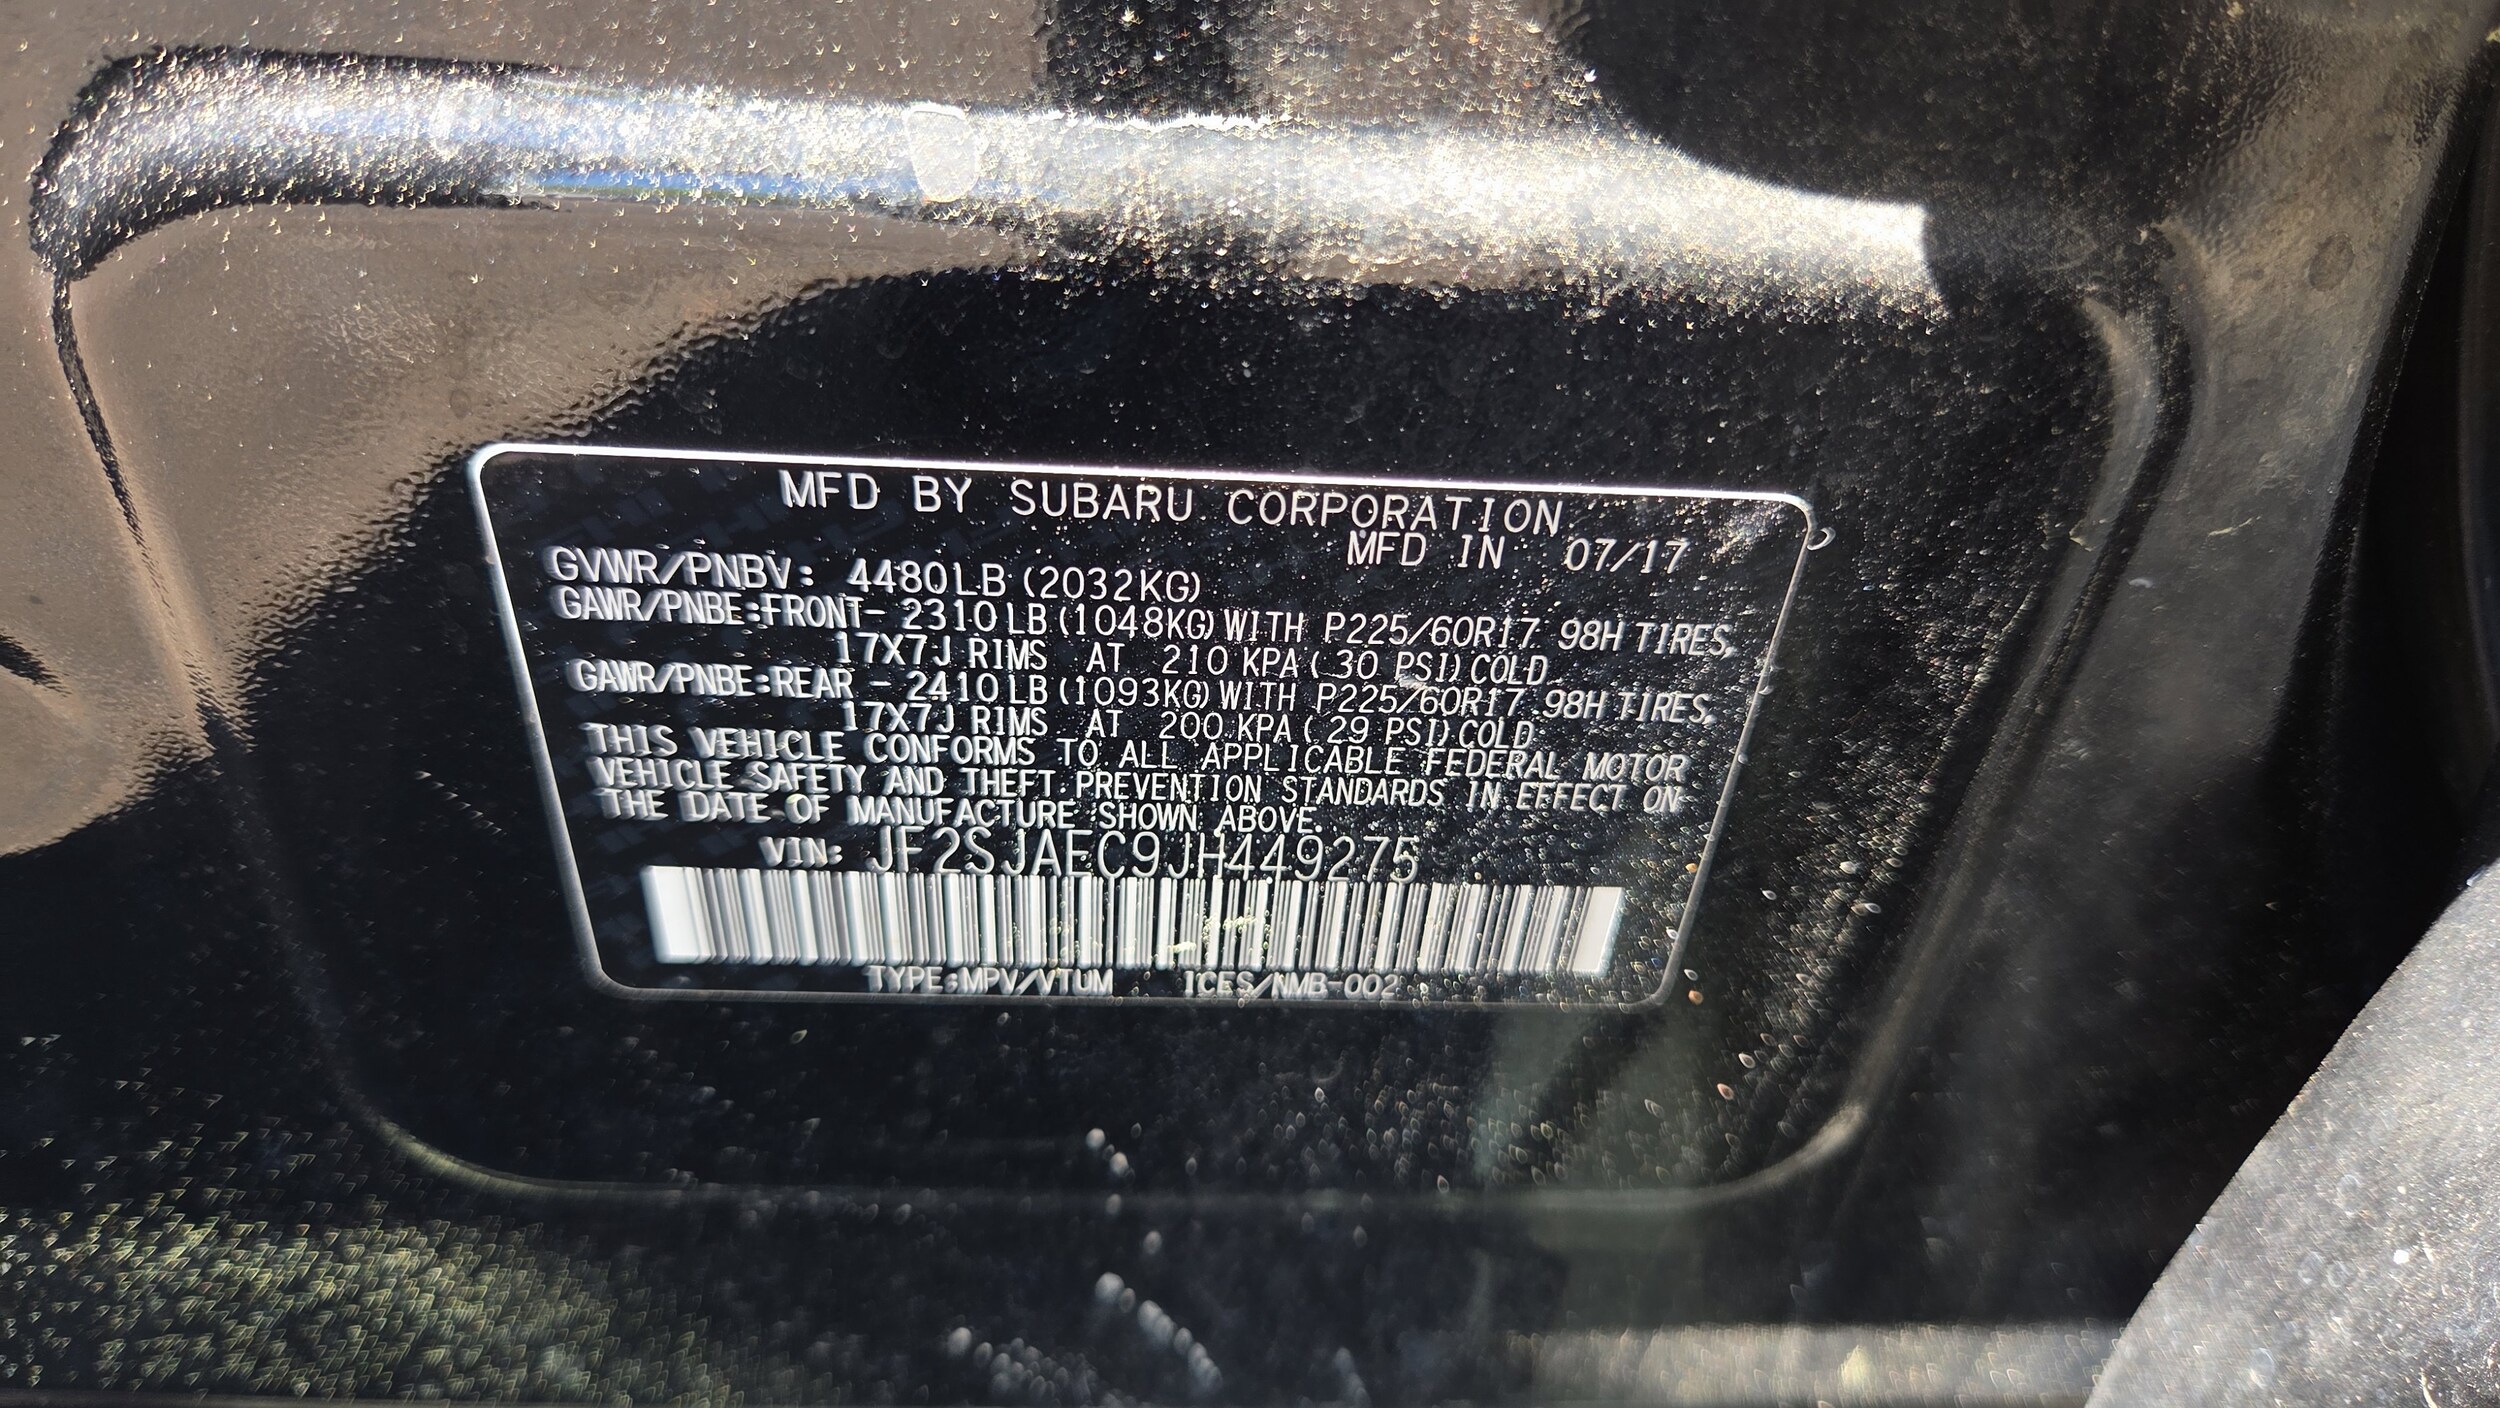 MFD BY SUBARU CORPORATION
MFD IN 07/17
GVWR/PNBV: 4480LB (2032KG)
GAWR/PNBE:FRONT- 2310LB(1048KG)WITH P225/60R17 98H TIRES,
17X7J RIMS AT 210 KPA( 30 PSI)COLD
GAWR/PNBE:REAR - 2410LB(1093KG)WITH P225/60R17 98H TIRES,
17X7J RIMS AT 200 KPA( 29 PSI)COLD
THIS VEHICLE CONFORMS TO ALL APPLICABLE FEDERAL MOTOR
VEHICLE SAFETY AND THEFT PREVENTION STANDARDS IN EFFECT ON
THE DATE OF MANUFACTURE SHOWN ABOVE.
VIN: JF2SJAEC9JH449275
TYPE:MPV/VTUM ICES/NMB-002